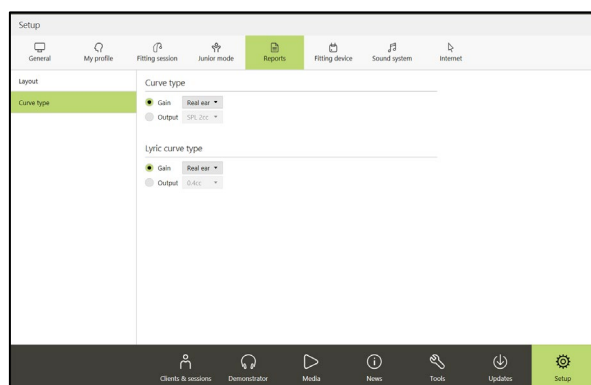 Setup
General
My profile
Fitting session
Junior mode
Reports
Fitting device
Sound system
Internet
Layout
Curve type
Curve type
Gain Real ear
Output SPL 2cc
Lyric curve type
Gain Real ear
Output 0.4cc
Clients & sessions
Demonstrator
Media
News
Tools
Updates
Setup